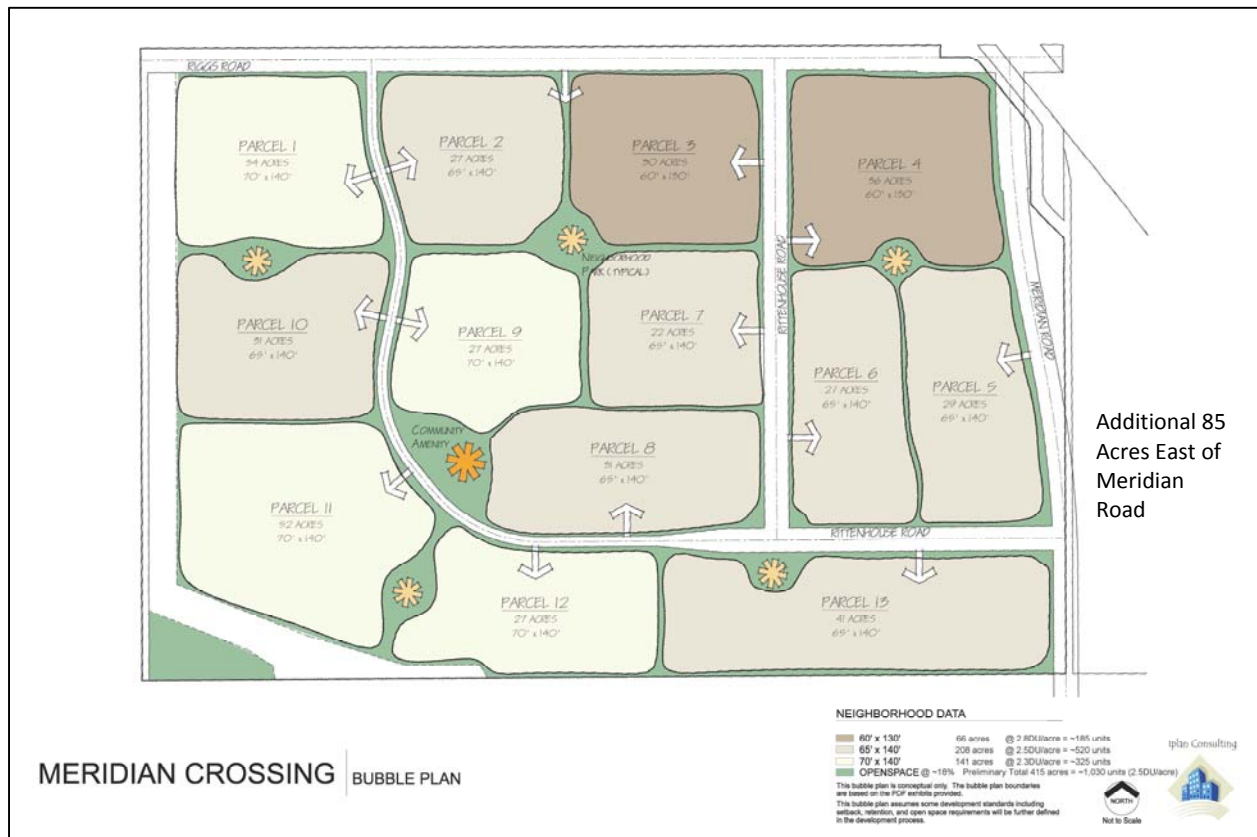 RIGGS ROAD
PARCEL 1
34 ACRES
70' x 140'
PARCEL 2
27 ACRES
65' x 140'
PARCEL 3
30 ACRES
60' x 130'
PARCEL 4
36 ACRES
60' x 130'
NEIGHBORHOOD
PARK (TYPICAL)
RITTENHOUSE ROAD
MERIDIAN ROAD
PARCEL 10
31 ACRES
65' x 140'
PARCEL 9
27 ACRES
70' x 140'
PARCEL 7
22 ACRES
65' x 140'
PARCEL 6
27 ACRES
65' x 140'
PARCEL 5
29 ACRES
65' x 140'
COMMUNITY
AMENITY
PARCEL 8
31 ACRES
65' x 140'
Additional 85
Acres East of
Meridian
Road
PARCEL 11
52 ACRES
70' x 140'
RITTENHOUSE ROAD
PARCEL 12
27 ACRES
70' x 140'
PARCEL 13
41 ACRES
65' x 140'
NEIGHBORHOOD DATA
60' x 130' 66 acres @ 2.8DU/acre = ~185 units
65' x 140' 208 acres @ 2.5DU/acre = ~520 units
70' x 140' 141 acres @ 2.3DU/acre = ~325 units
OPENSPACE @ ~18% Preliminary Total 415 acres = ~1,030 units (2.5DU/acre)
This bubble plan is conceptual only. The bubble plan boundaries
are based on the PDF exhibits provided.
This bubble plan assumes some development standards including
setback, retention, and open space requirements will be further defined
in the development process.
NORTH
Not to Scale
Iplan Consulting
MERIDIAN CROSSING | BUBBLE PLAN